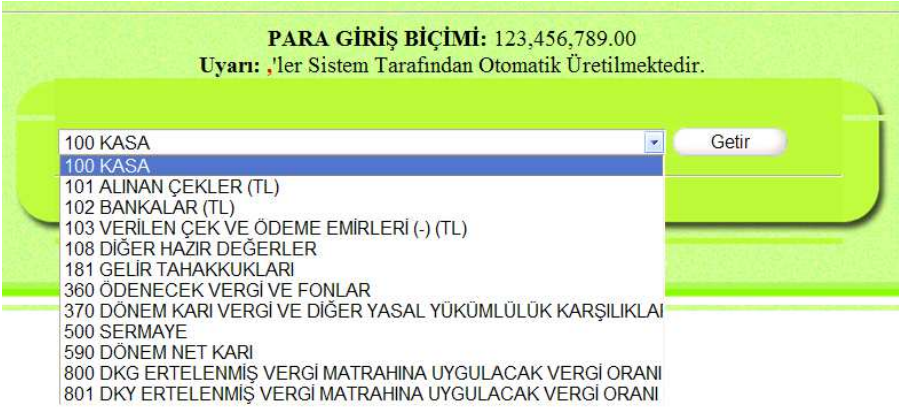 PARA GİRİŞ BİÇİMİ: 123,456,789.00
Uyarı: ,'ler Sistem Tarafından Otomatik Üretilmektedir.
100 KASA
Getir
100 KASA
101 ALINAN ÇEKLER (TL)
102 BANKALAR (TL)
103 VERİLEN ÇEK VE ÖDEME EMİRLERİ (-) (TL)
108 DİĞER HAZIR DEĞERLER
181 GELİR TAHAKKUKLARI
360 ÖDENECEK VERGİ VE FONLAR
370 DÖNEM KARI VERGİ VE DİĞER YASAL YÜKÜMLÜLÜK KARŞILIKLAI
500 SERMAYE
590 DÖNEM NET KARI
800 DKG ERTELENMİŞ VERGİ MATRAHINA UYGULACAK VERGİ ORANI
801 DKY ERTELENMİŞ VERGİ MATRAHINA UYGULACAK VERGİ ORANI